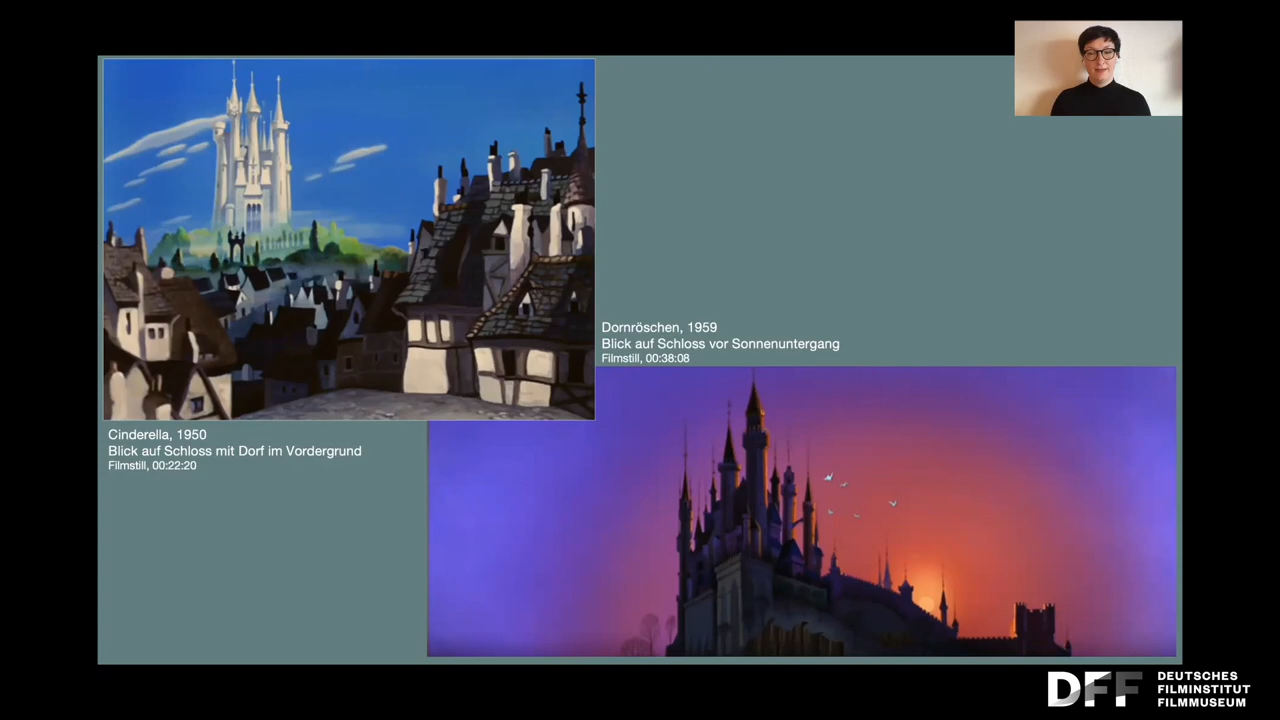 Dornröschen, 1959
Blick auf Schloss vor Sonnenuntergang
Filmstill, 00:38:08
Cinderella, 1950
Blick auf Schloss mit Dorf im Vordergrund
Filmstill, 00:22:20
DFF
DEUTSCHES
FILMINSTITUT
FILMMUSEUM